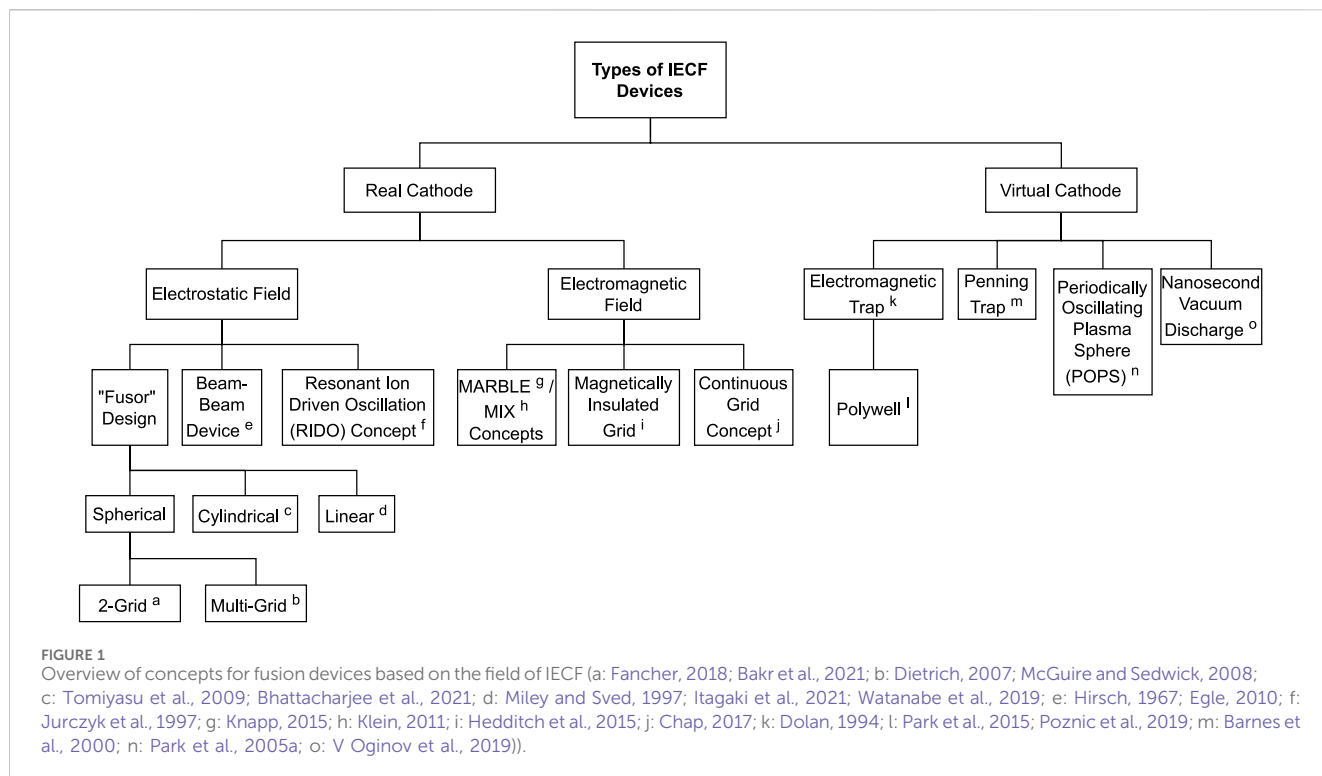 Types of IECF
Devices
Real Cathode
Virtual Cathode
Electrostatic Field
Electromagnetic
Field
Electromagnetic
Trap k
Penning
Trap m
Periodically
Oscillating
Plasma
Sphere
(POPS) n
Nanosecond
Vacuum
Discharge o
"Fusor"
Design
Beam-
Beam
Device e
Resonant Ion
Driven Oscillation
(RIDO) Concept f
MARBLE g /
MIX h
Concepts
Magnetically
Insulated
Grid i
Continuous
Grid
Concept j
Polywell l
Spherical
Cylindrical c
Linear d
2-Grid a
Multi-Grid b
FIGURE 1
Overview of concepts for fusion devices based on the field of IECF (a: Fancher, 2018; Bakr et al., 2021; b: Dietrich, 2007; McGuire and Sedwick, 2008;
c: Tomiyasu et al., 2009; Bhattacharjee et al., 2021; d: Miley and Sved, 1997; Itagaki et al., 2021; Watanabe et al., 2019; e: Hirsch, 1967; Egle, 2010; f:
Jurczyk et al., 1997; g: Knapp, 2015; h: Klein, 2011; i: Hedditch et al., 2015; j: Chap, 2017; k: Dolan, 1994; l: Park et al., 2015; Poznic et al., 2019; m: Barnes et
al., 2000; n: Park et al., 2005a; o: V Oginov et al., 2019)).